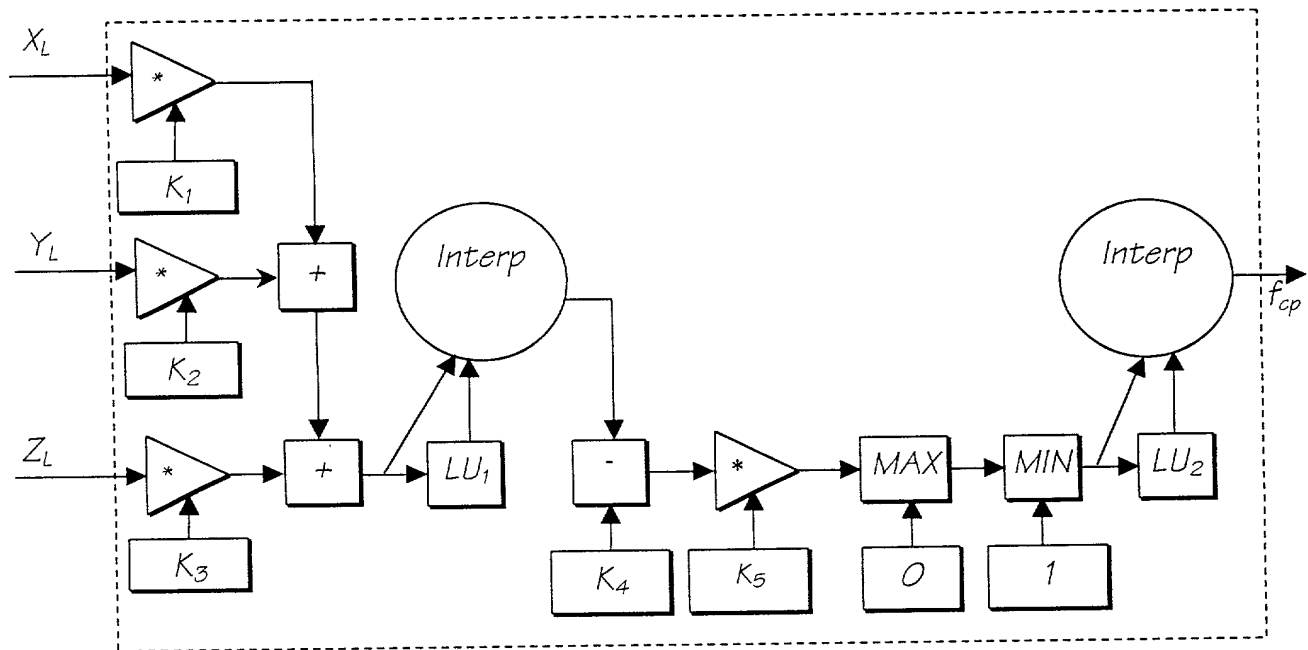 X_L
*
K_1
Y_L
*
K_2
+
Interp
Interp
f_cp
Z_L
*
K_3
+
LU_1
-
*
MAX
MIN
LU_2
K_4
K_5
0
1